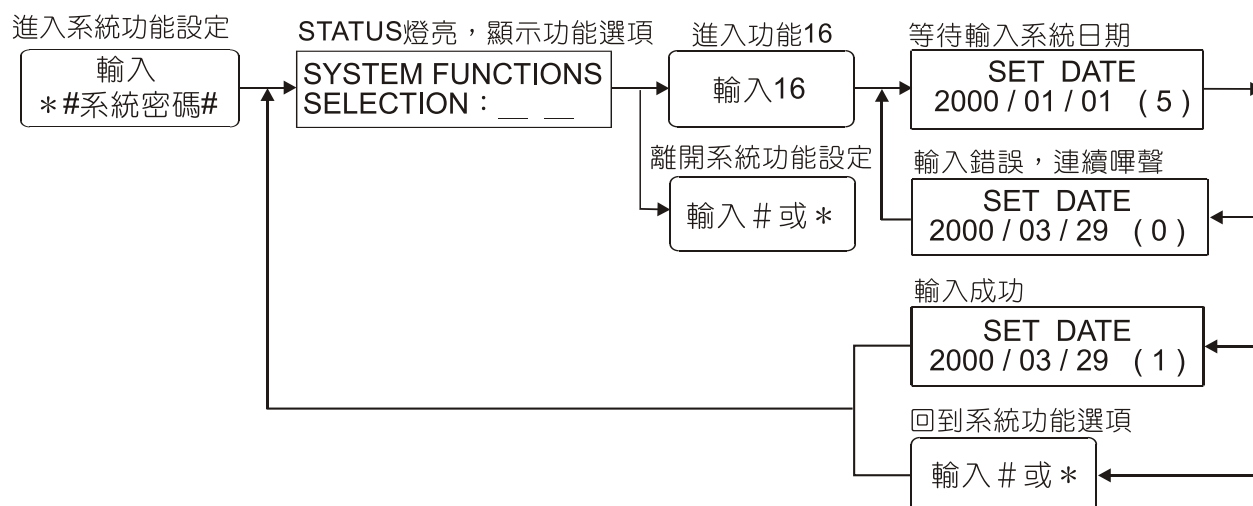 進入系統功能設定
輸入
*#系統密碼#
STATUS燈亮，顯示功能選項
SYSTEM FUNCTIONS
SELECTION：__ __
進入功能16
輸入16
離開系統功能設定
輸入#或*
等待輸入系統日期
SET DATE
2000 / 01 / 01 ( 5 )
輸入錯誤，連續嗶聲
SET DATE
2000 / 03 / 29 ( 0 )
輸入成功
SET DATE
2000 / 03 / 29 ( 1 )
回到系統功能選項
輸入#或*